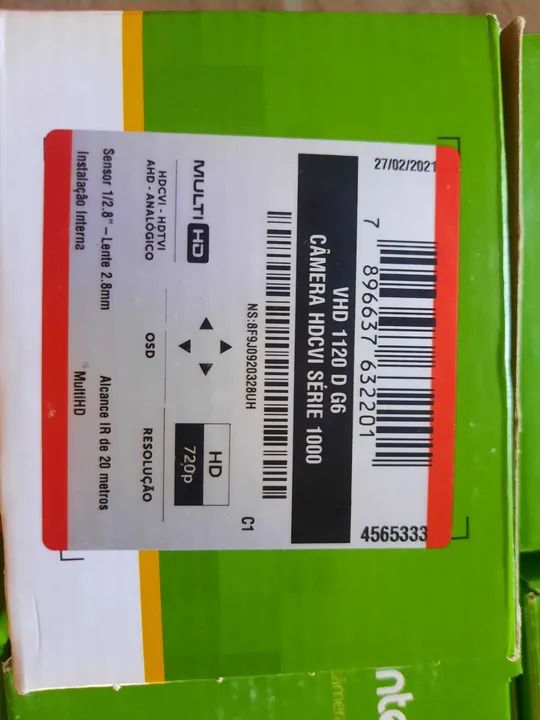 27/02/2021
4565333
7 896637 632201
VHD 1120 D G6
CÂMERA HDCVI SÉRIE 1000
NS:8F9J0920328UH
C1
MULTI HD
HDCVI - HDTVI
AHD - ANALÓGICO
OSD
HD
720p
RESOLUÇÃO
Sensor 1/2.8" – Lente 2.8mm
Alcance IR de 20 metros
Instalação Interna
MultiHD